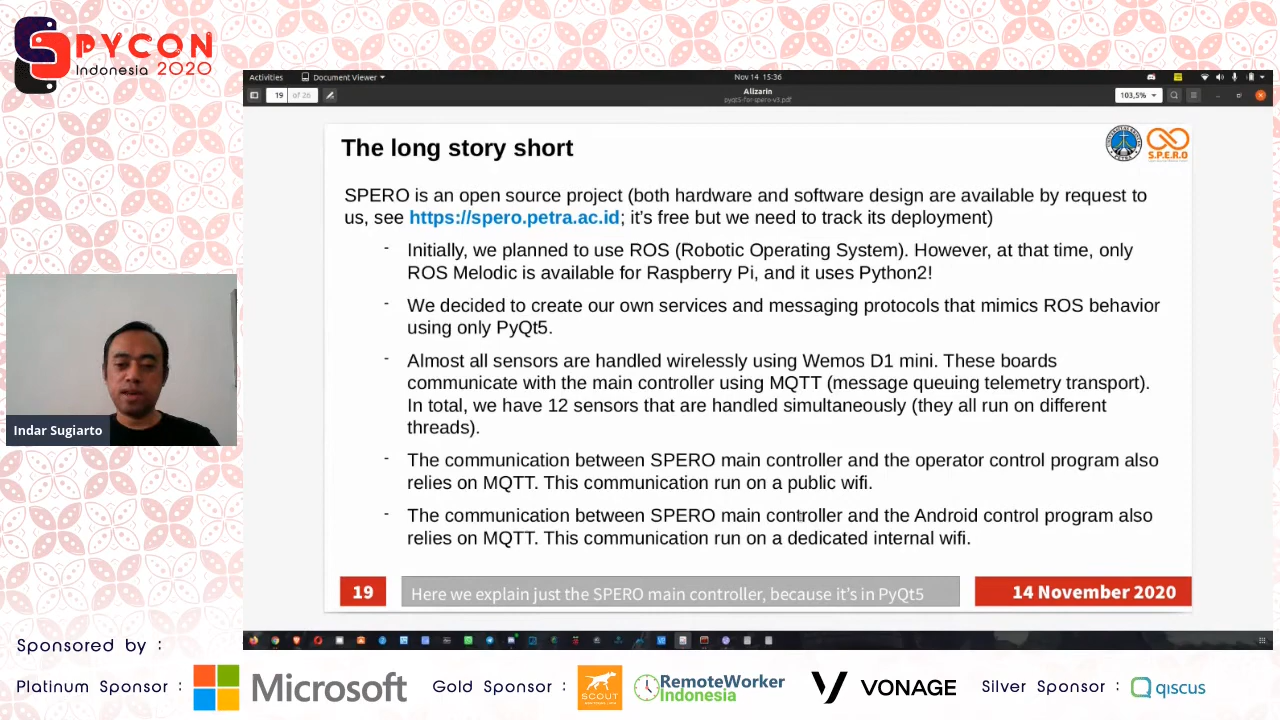 PYCON
Indonesia 2020
Activities
Document Viewer
Nov 14 15:36
19 of 26
Alizarin
pyqt5-for-spero-v3.pdf
103,5%
The long story short
S.P.E.R.O
SPERO is an open source project (both hardware and software design are available by request to
us, see https://spero.petra.ac.id; it's free but we need to track its deployment)
- Initially, we planned to use ROS (Robotic Operating System). However, at that time, only
ROS Melodic is available for Raspberry Pi, and it uses Python2!
- We decided to create our own services and messaging protocols that mimics ROS behavior
using only PyQt5.
- Almost all sensors are handled wirelessly using Wemos D1 mini. These boards
communicate with the main controller using MQTT (message queuing telemetry transport).
In total, we have 12 sensors that are handled simultaneously (they all run on different
threads).
- The communication between SPERO main controller and the operator control program also
relies on MQTT. This communication run on a public wifi.
- The communication between SPERO main controller and the Android control program also
relies on MQTT. This communication run on a dedicated internal wifi.
19
Here we explain just the SPERO main controller, because it's in PyQt5
14 November 2020
Indar Sugiarto
Sponsored by :
Platinum Sponsor :
Microsoft
Gold Sponsor :
SCOUT
RemoteWorker
Indonesia
VONAGE
Silver Sponsor :
qiscus